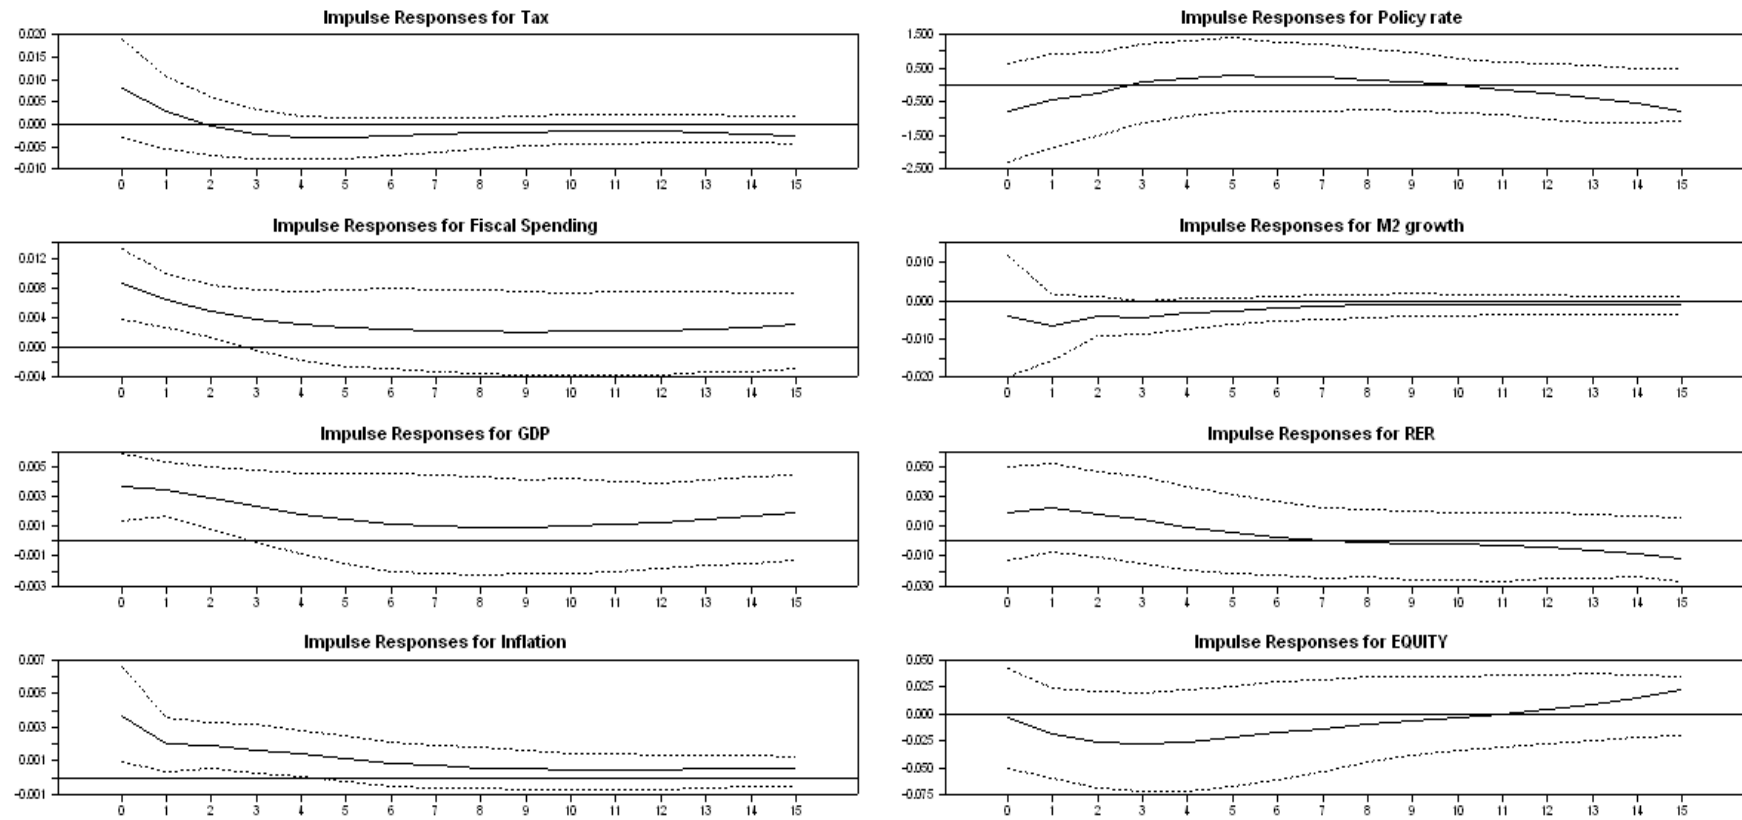 Impulse Responses for Tax
0.020
0.015
0.010
0.005
0.000
-0.005
-0.010
0 1 2 3 4 5 6 7 8 9 10 11 12 13 14 15
Impulse Responses for Policy rate
1.500
0.500
-0.500
-1.500
-2.500
0 1 2 3 4 5 6 7 8 9 10 11 12 13 14 15
Impulse Responses for Fiscal Spending
0.012
0.008
0.004
0.000
-0.004
0 1 2 3 4 5 6 7 8 9 10 11 12 13 14 15
Impulse Responses for M2 growth
0.010
0.000
-0.010
-0.020
0 1 2 3 4 5 6 7 8 9 10 11 12 13 14 15
Impulse Responses for GDP
0.005
0.003
0.001
-0.001
-0.003
0 1 2 3 4 5 6 7 8 9 10 11 12 13 14 15
Impulse Responses for RER
0.050
0.030
0.010
-0.010
-0.030
0 1 2 3 4 5 6 7 8 9 10 11 12 13 14 15
Impulse Responses for Inflation
0.007
0.005
0.003
0.001
-0.001
0 1 2 3 4 5 6 7 8 9 10 11 12 13 14 15
Impulse Responses for EQUITY
0.050
0.025
0.000
-0.025
-0.050
-0.075
0 1 2 3 4 5 6 7 8 9 10 11 12 13 14 15